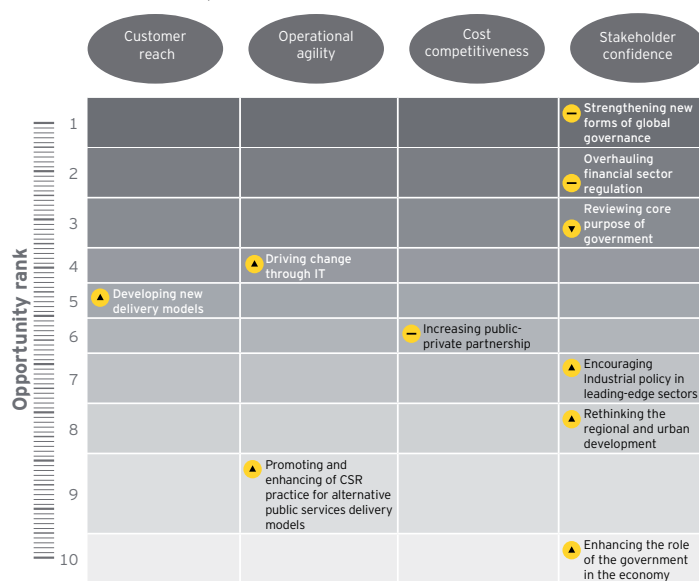 Customer
reach
Operational
agility
Cost
competitiveness
Stakeholder
confidence
Opportunity rank
1
Strengthening new
forms of global
governance
2
Overhauling
financial sector
regulation
3
Reviewing core
purpose of
government
4
Driving change
through IT
5
Developing new
delivery models
6
Increasing public-
private partnership
7
Encouraging
Industrial policy in
leading-edge sectors
8
Rethinking the
regional and urban
development
9
Promoting and
enhancing of CSR
practice for alternative
public services delivery
models
10
Enhancing the role
of the government
in the economy